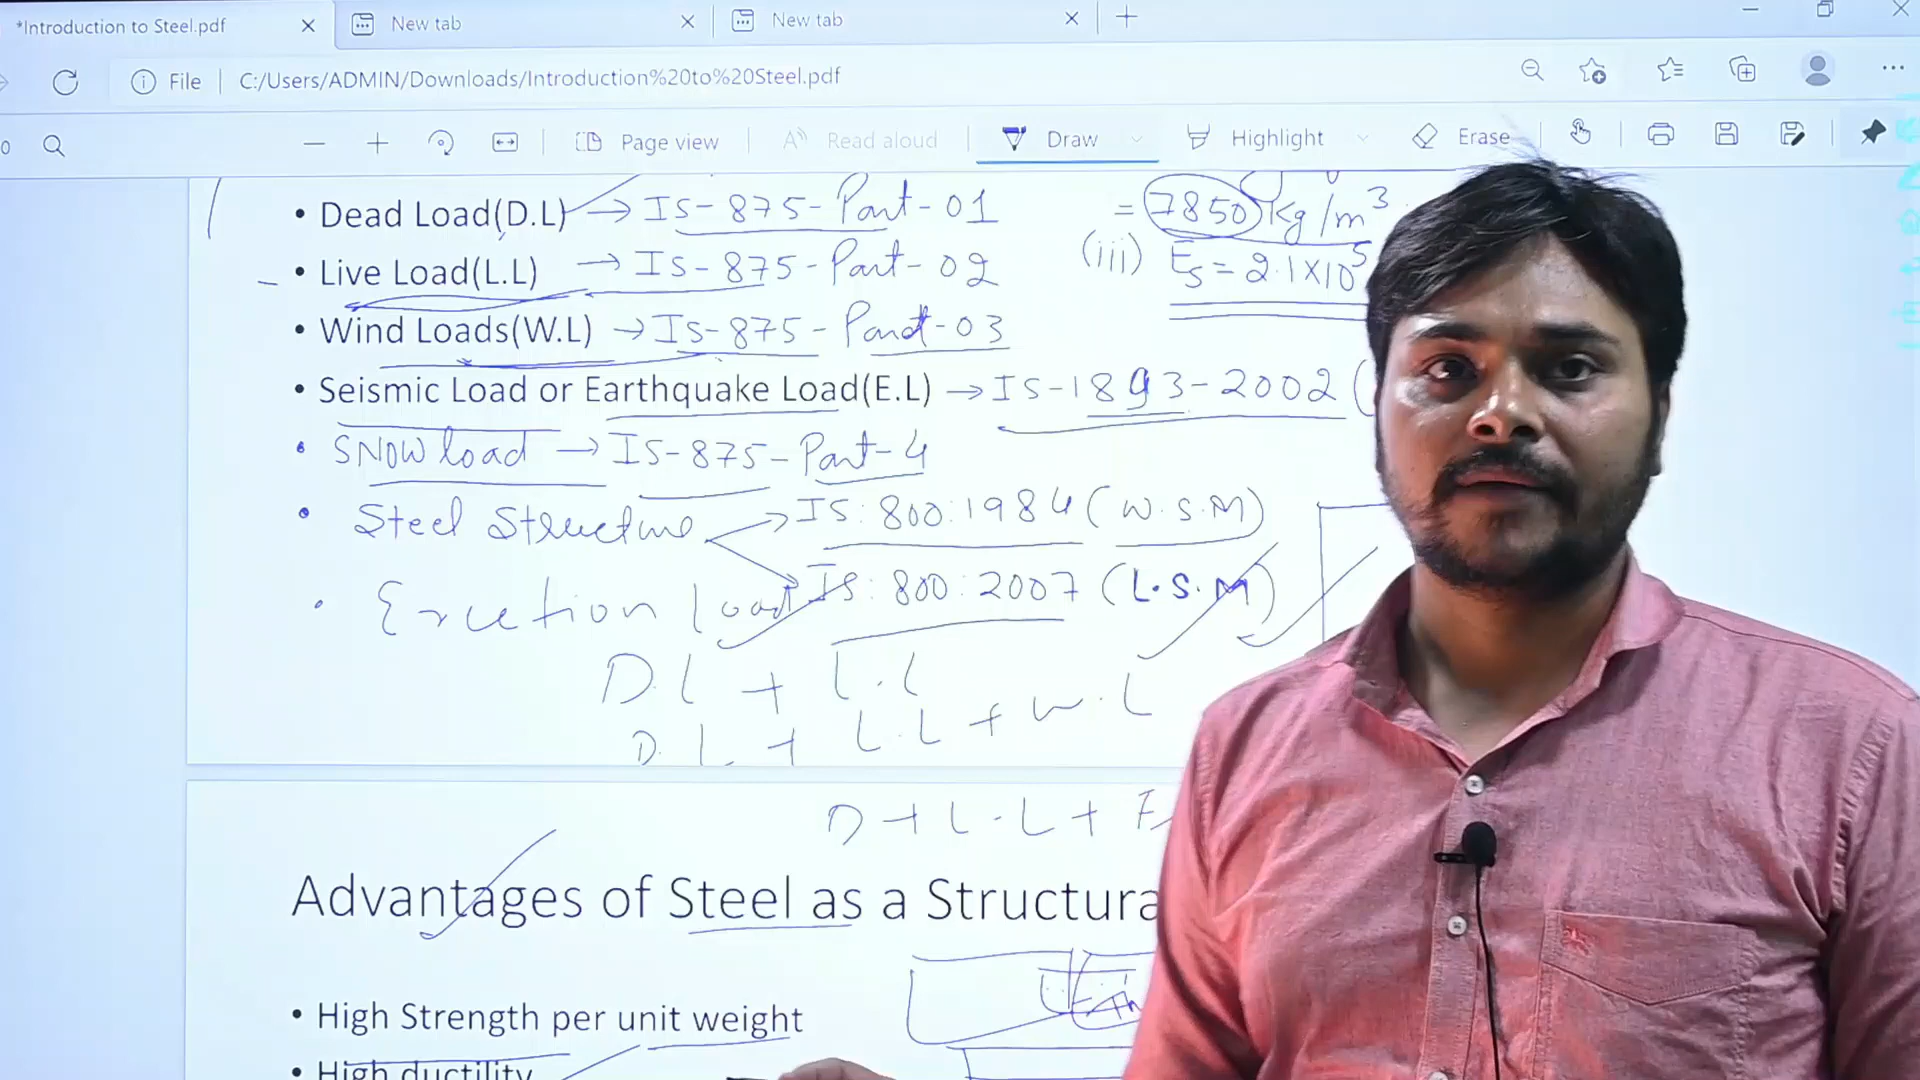 *Introduction to Steel.pdf
New tab
New tab
File C:/Users/ADMIN/Downloads/Introduction%20to%20Steel.pdf
Page view Read aloud Draw Highlight Erase
• Dead Load(D.L) → IS-875-Part-01
= 7850 kg/m³
• Live Load(L.L) → IS-875-Part-02
(iii) Es = 2.1×10⁵
• Wind Loads(W.L) → IS-875-Part-03
• Seismic Load or Earthquake Load(E.L) → IS-1893-2002 (
• SNOW load → IS-875-Part-4
• Steel Structure → IS:800:1984 (W.S.M)
IS:800:2007 (L.S.M)
• Erection load
D.L + L.L
D.L + L.L + W.L
D + L.L + E
Advantages of Steel as a Structura
• High Strength per unit weight
• High ductility